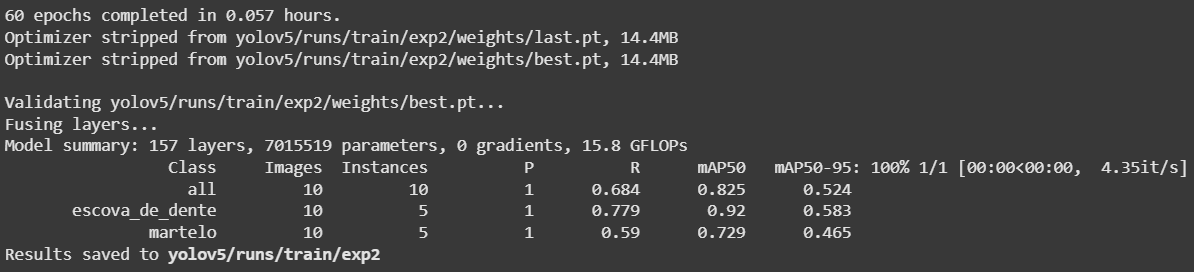 60 epochs completed in 0.057 hours.
Optimizer stripped from yolov5/runs/train/exp2/weights/last.pt, 14.4MB
Optimizer stripped from yolov5/runs/train/exp2/weights/best.pt, 14.4MB
Validating yolov5/runs/train/exp2/weights/best.pt...
Fusing layers...
Model summary: 157 layers, 7015519 parameters, 0 gradients, 15.8 GFLOPs
Class Images Instances P R mAP50 mAP50-95: 100% 1/1 [00:00<00:00, 4.35it/s]
all 10 10 1 0.684 0.825 0.524
escova_de_dente 10 5 1 0.779 0.92 0.583
martelo 10 5 1 0.59 0.729 0.465
Results saved to yolov5/runs/train/exp2